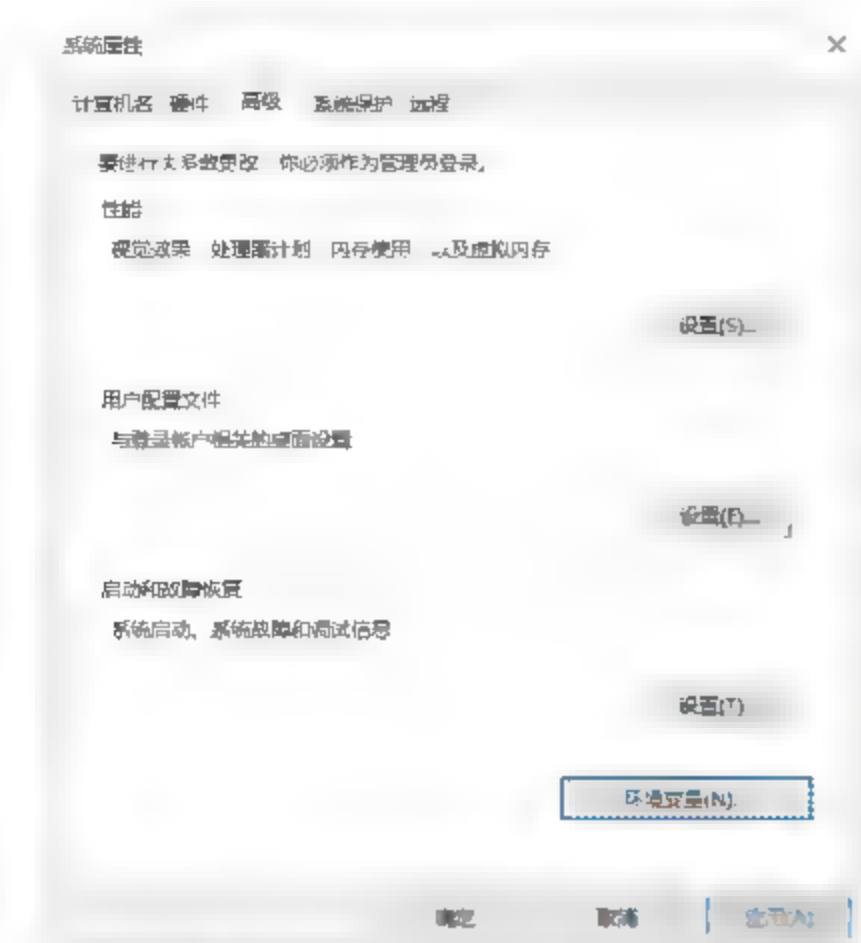 系统属性
计算机名 硬件 高级 系统保护 远程
要进行大多数更改，你必须作为管理员登录。
性能
视觉效果，处理器计划，内存使用，以及虚拟内存
设置(S)...
用户配置文件
与登录帐户相关的桌面设置
设置(E)...
启动和故障恢复
系统启动、系统故障和调试信息
设置(T)...
环境变量(N)...
确定 取消 应用(A)